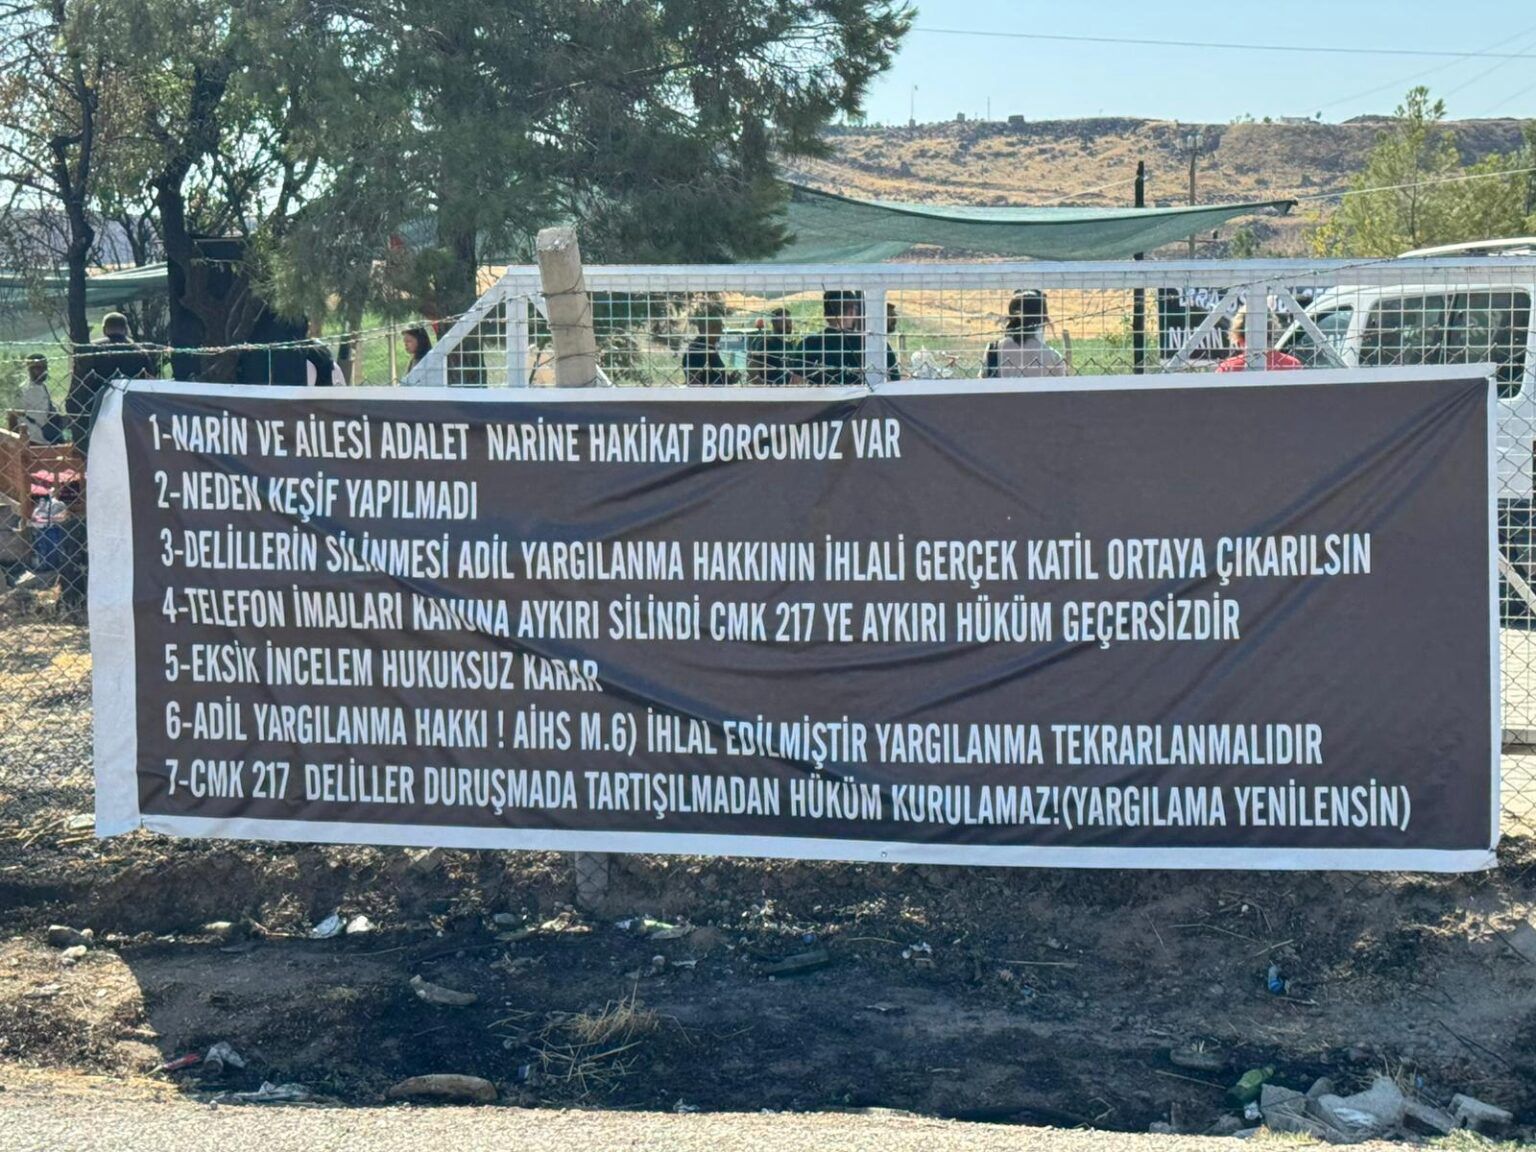 1-NARİN VE AİLESİ ADALET NARİNE HAKİKAT BORCUMUZ VAR
2-NEDEN KEŞİF YAPILMADI
3-DELİLLERİN SİLİNMESİ ADİL YARGILANMA HAKKININ İHLALİ GERÇEK KATİL ORTAYA ÇIKARILSIN
4-TELEFON İMAJLARI KANUNA AYKIRI SİLİNDİ CMK 217 YE AYKIRI HÜKÜM GEÇERSİZDİR
5-EKSİK İNCELEM HUKUKSUZ KARAR
6-ADİL YARGILANMA HAKKI ! AİHS M.6) İHLAL EDİLMİŞTİR YARGILANMA TEKRARLANMALIDIR
7-CMK 217 DELİLLER DURUŞMADA TARTIŞILMADAN HÜKÜM KURULAMAZ!(YARGILAMA YENİLENSİN)